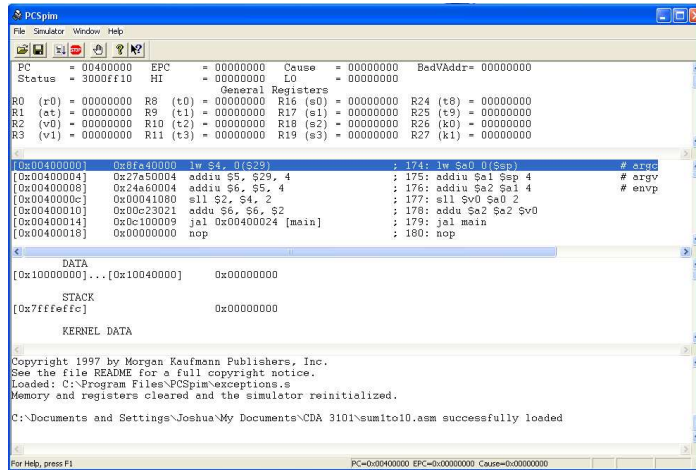 PCSpim
File Simulator Window Help
PC = 00400000 EPC = 00000000 Cause = 00000000 BadVAddr= 00000000
Status = 3000ff10 HI = 00000000 LO = 00000000
General Registers
R0 (r0) = 00000000 R8 (t0) = 00000000 R16 (s0) = 00000000 R24 (t8) = 00000000
R1 (at) = 00000000 R9 (t1) = 00000000 R17 (s1) = 00000000 R25 (t9) = 00000000
R2 (v0) = 00000000 R10 (t2) = 00000000 R18 (s2) = 00000000 R26 (k0) = 00000000
R3 (v1) = 00000000 R11 (t3) = 00000000 R19 (s3) = 00000000 R27 (k1) = 00000000
[0x00400000] 0x8fa40000 lw $4, 0($29) ; 174: lw $a0 0($sp) # argc
[0x00400004] 0x27a50004 addiu $5, $29, 4 ; 175: addiu $a1 $sp 4 # argv
[0x00400008] 0x24a60004 addiu $6, $5, 4 ; 176: addiu $a2 $a1 4 # envp
[0x0040000c] 0x00041080 sll $2, $4, 2 ; 177: sll $v0 $a0 2
[0x00400010] 0x00c23021 addu $6, $6, $2 ; 178: addu $a2 $a2 $v0
[0x00400014] 0x0c100009 jal 0x00400024 [main] ; 179: jal main
[0x00400018] 0x00000000 nop ; 180: nop
DATA
[0x10000000]...[0x10040000] 0x00000000
STACK
[0x7fffeffc] 0x00000000
KERNEL DATA
Copyright 1997 by Morgan Kaufmann Publishers, Inc.
See the file README for a full copyright notice.
Loaded: C:\Program Files\PCSpim\exceptions.s
Memory and registers cleared and the simulator reinitialized.
C:\Documents and Settings\Joshua\My Documents\CDA 3101\sum1to10.asm successfully loaded
For Help, press F1 PC=0x00400000 EPC=0x00000000 Cause=0x00000000